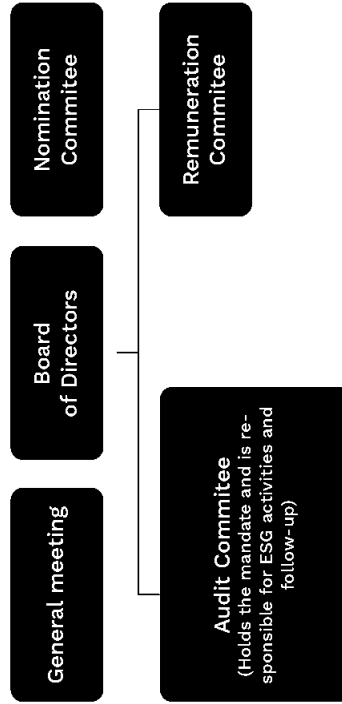 General meeting
Board
of Directors
Nomination
Commitee
Audit Commitee
(Holds the mandate and is re-
sponsible for ESG activities and
follow-up)
Remuneration
Commitee